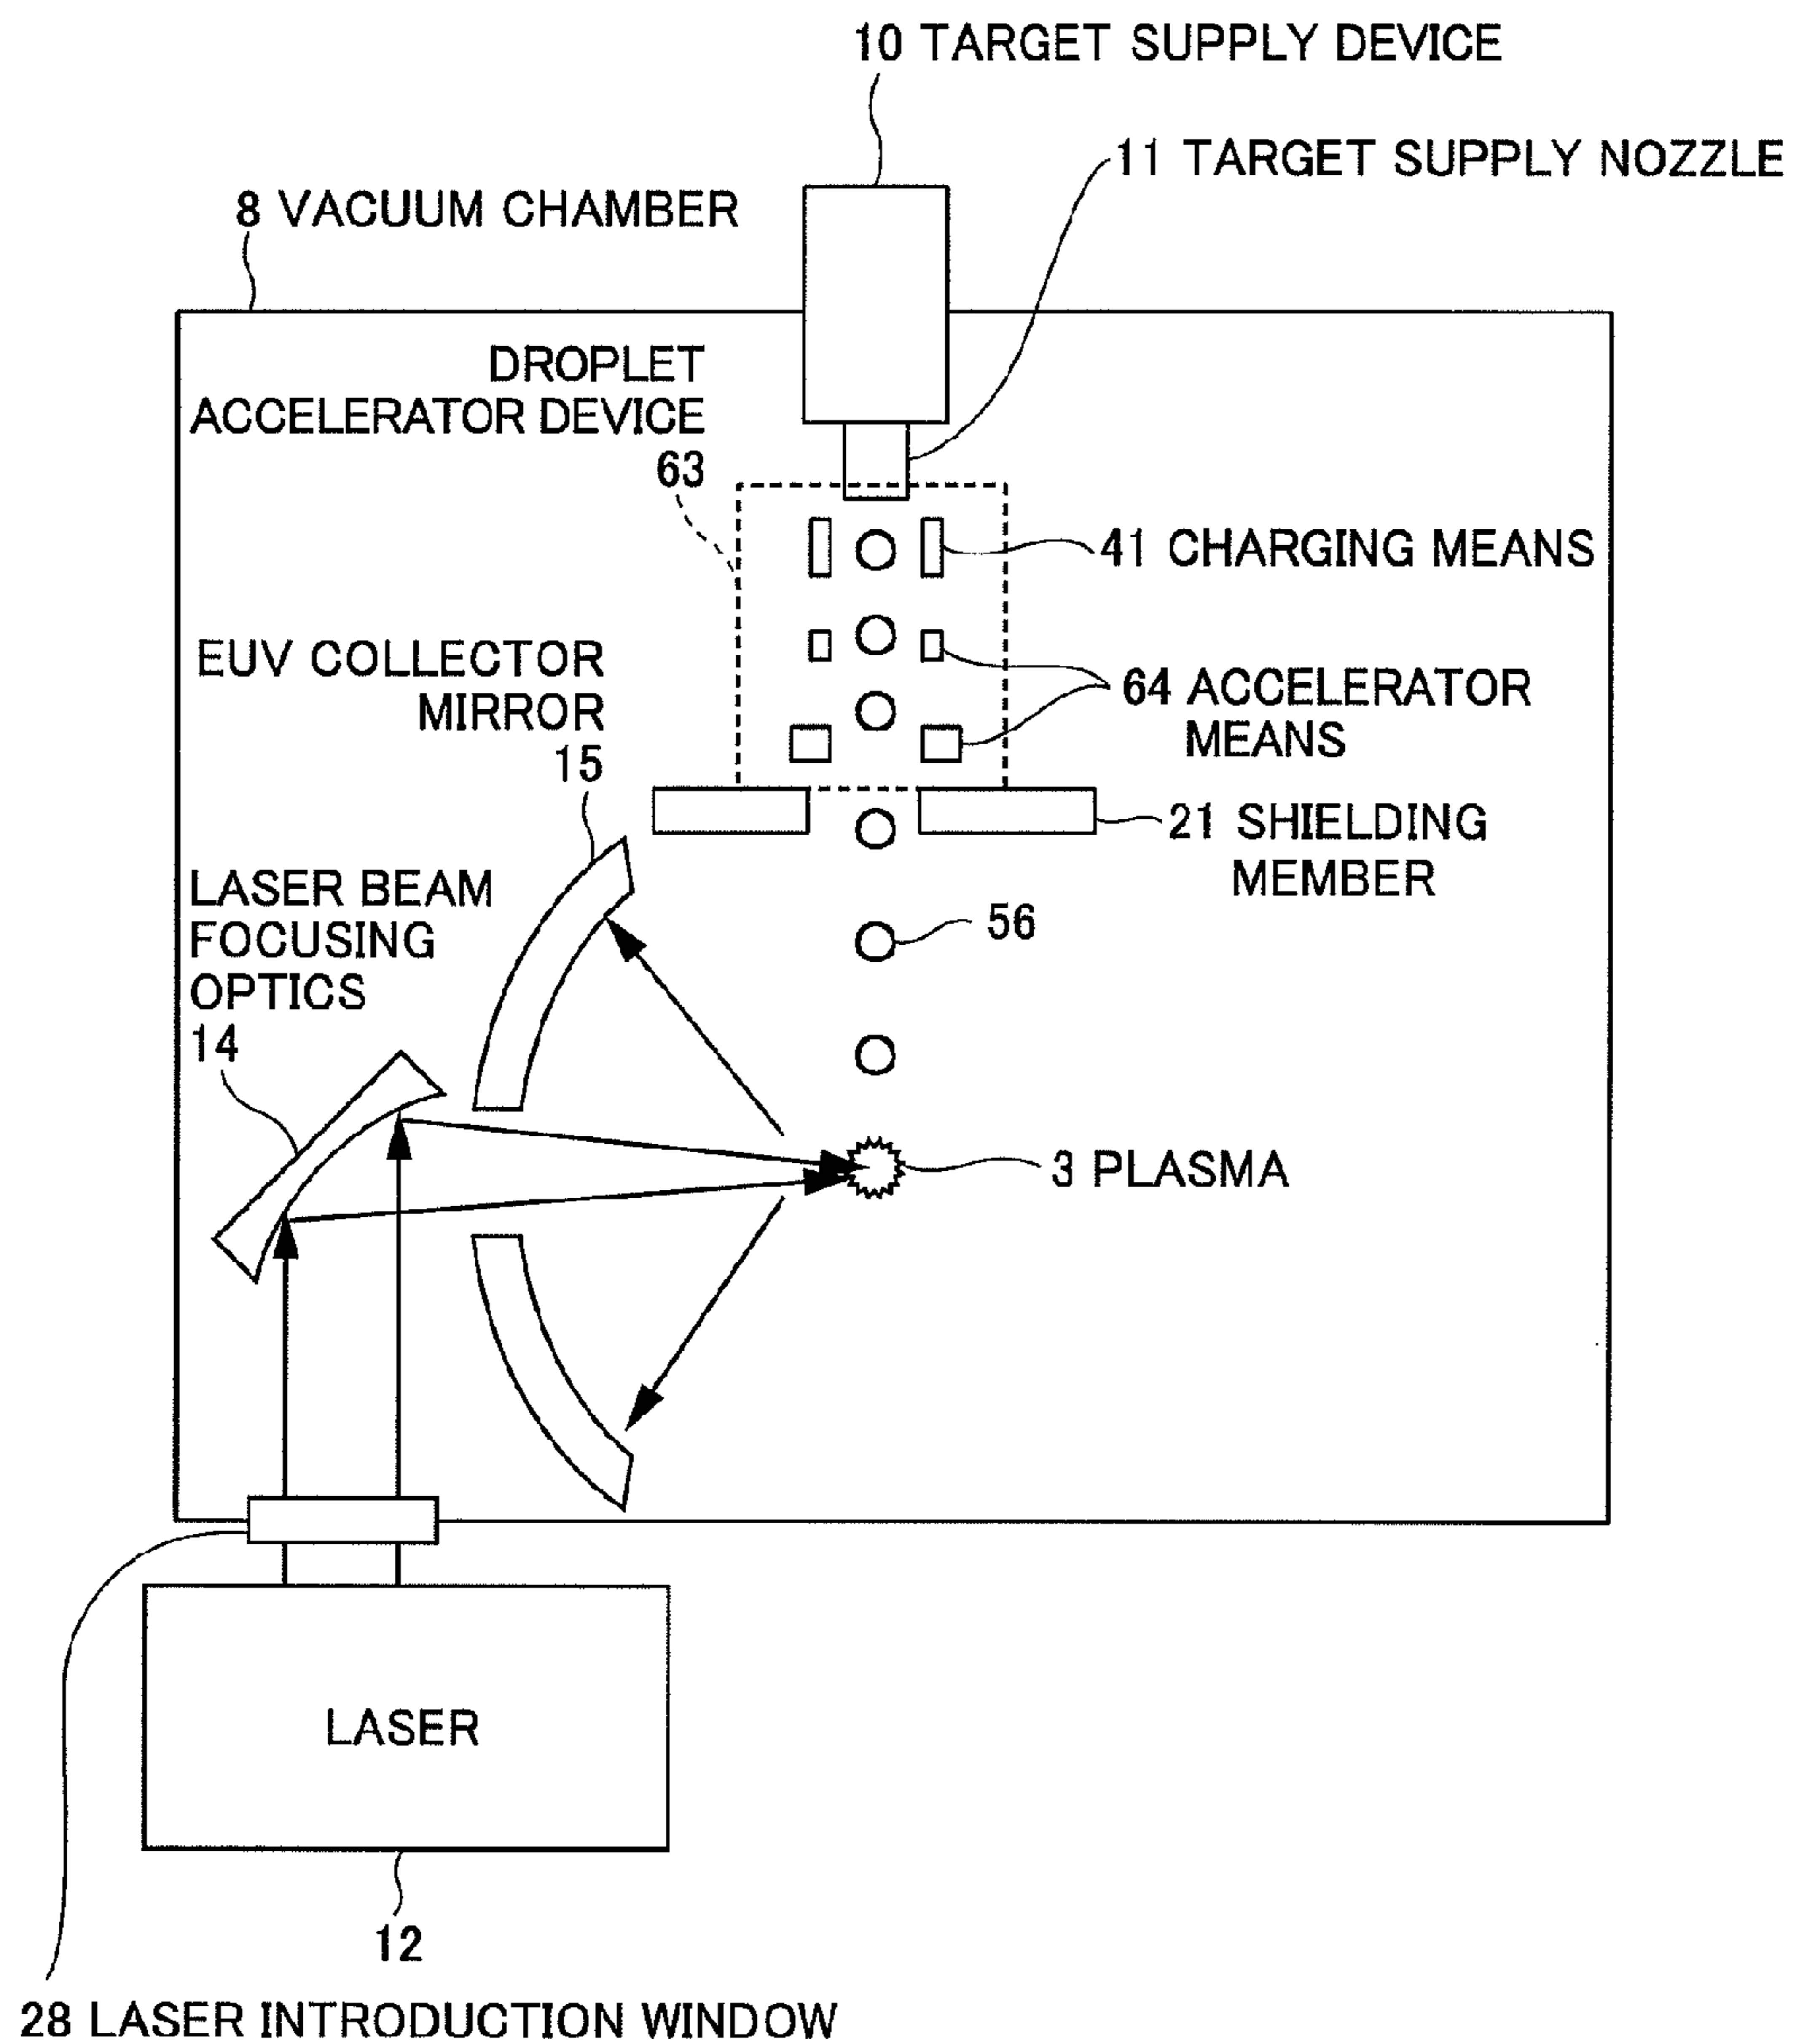 10 TARGET SUPPLY DEVICE
11 TARGET SUPPLY NOZZLE
8 VACUUM CHAMBER
DROPLET
ACCELERATOR DEVICE
63
41 CHARGING MEANS
EUV COLLECTOR
MIRROR
15
64 ACCELERATOR
MEANS
21 SHIELDING
MEMBER
LASER BEAM
FOCUSING
OPTICS
14
56
3 PLASMA
LASER
12
28 LASER INTRODUCTION WINDOW